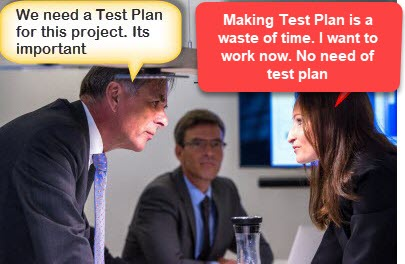 We need a Test Plan
for this project. Its
important
Making Test Plan is a
waste of time. I want to
work now. No need of
test plan